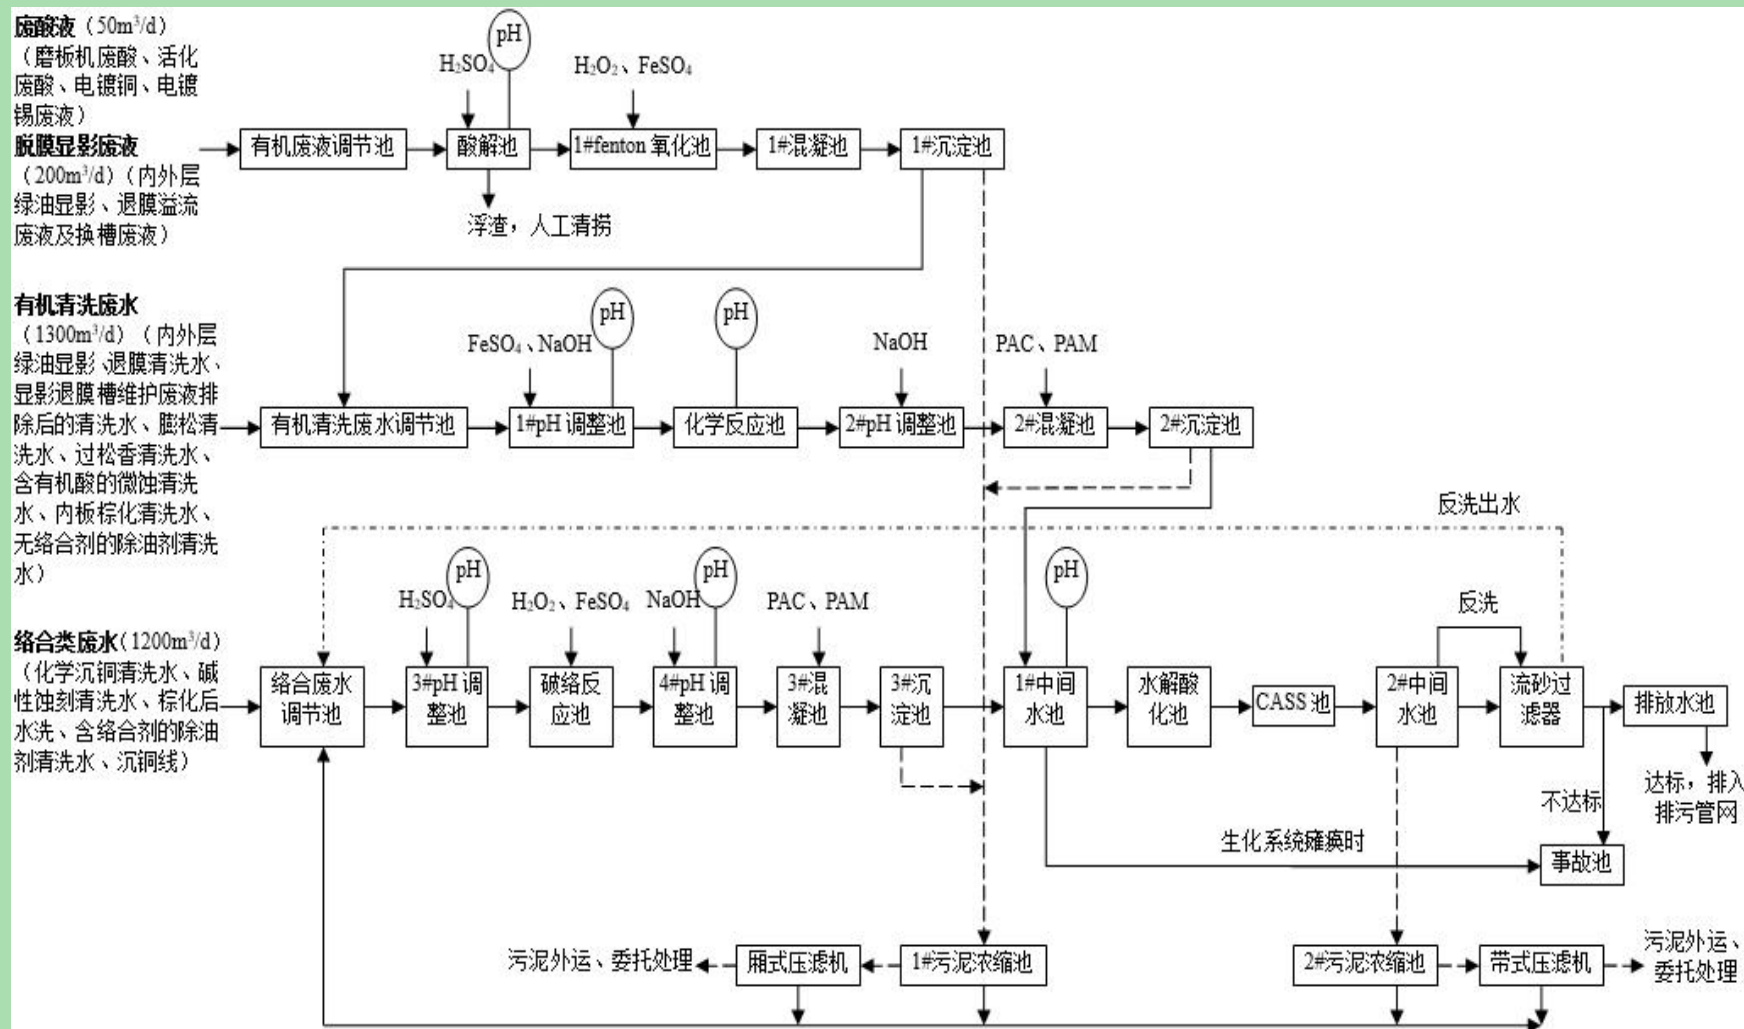 废酸液（50m³/d）
（磨板机废酸、活化
废酸、电镀铜、电镀
锡废液）
脱膜显影废液
（200m³/d）（内外层
绿油显影、退膜溢流
废液及换槽废液）
pH
H₂SO₄
H₂O₂、FeSO₄
有机废液调节池
酸解池
1#fenton 氧化池
1#混凝池
1#沉淀池
浮渣，人工清捞
有机清洗废水
（1300m³/d）（内外层
绿油显影、退膜清洗水、
显影退膜槽维护废液排
除后的清洗水、膨松清
洗水、过松香清洗水、
含有机酸的微蚀清洗
水、内板棕化清洗水、
无络合剂的除油剂清洗
水）
pH
pH
FeSO₄、NaOH
NaOH
PAC、PAM
有机清洗废水调节池
1#pH 调整池
化学反应池
2#pH 调整池
2#混凝池
2#沉淀池
反洗出水
络合类废水（1200m³/d）
（化学沉铜清洗水、碱
性蚀刻清洗水、棕化后
水洗、含络合剂的除油
剂清洗水、沉铜线）
pH
pH
pH
H₂SO₄
H₂O₂、FeSO₄
NaOH
PAC、PAM
反洗
络合废水
调节池
3#pH 调
整池
破络反
应池
4#pH 调
整池
3#混
凝池
3#沉
淀池
1#中间
水池
水解酸
化池
CASS 池
2#中间
水池
流砂过
滤器
排放水池
达标，排入
排污管网
不达标
生化系统瘫痪时
事故池
污泥外运、委托处理
厢式压滤机
1#污泥浓缩池
2#污泥浓缩池
带式压滤机
污泥外运、
委托处理